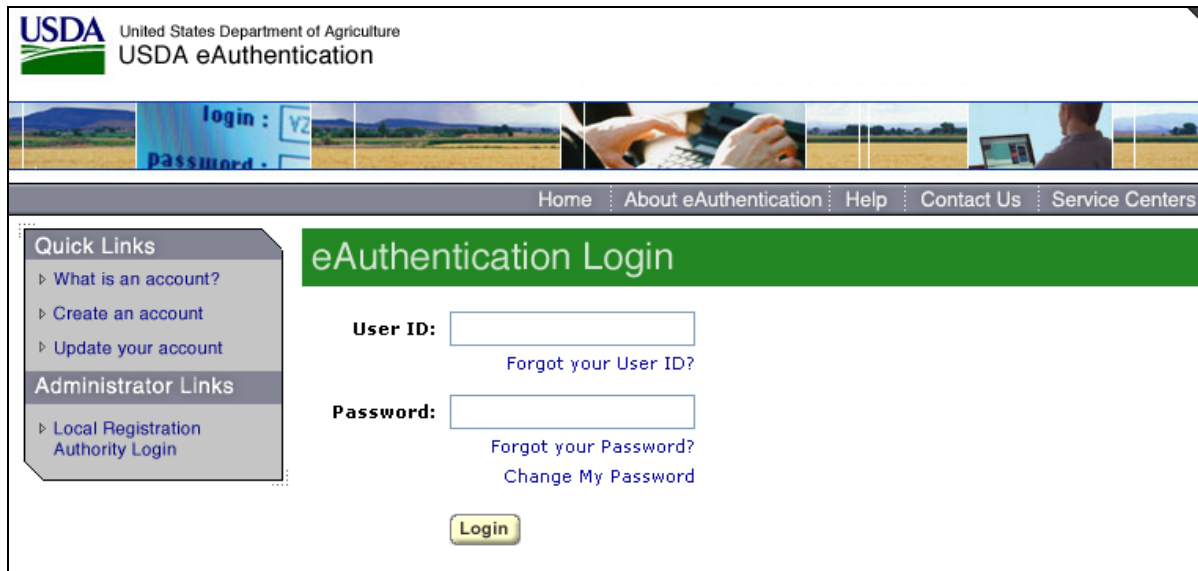 USDA
United States Department of Agriculture
USDA eAuthentication
login :
VZ
password :
Home
About eAuthentication
Help
Contact Us
Service Centers
Quick Links
What is an account?
Create an account
Update your account
Administrator Links
Local Registration
Authority Login
eAuthentication Login
User ID:
Forgot your User ID?
Password:
Forgot your Password?
Change My Password
Login